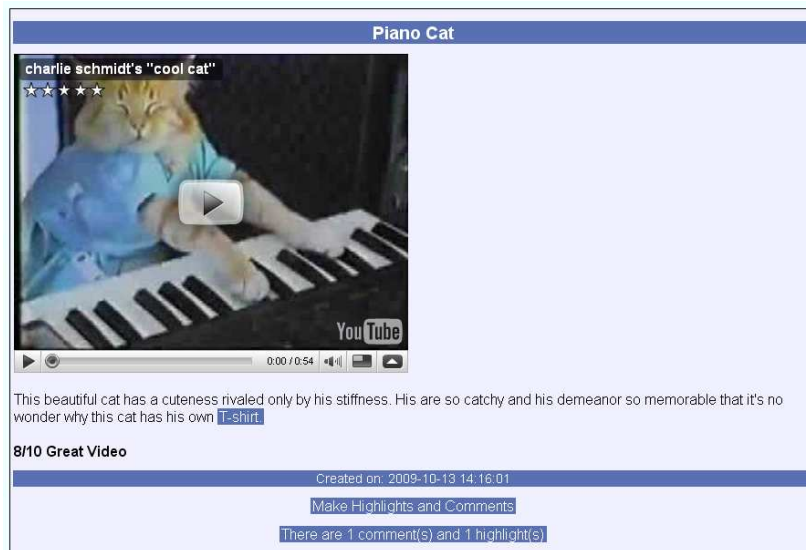 Piano Cat
charlie schmidt's "cool cat"
YouTube
0:00 / 0:54
This beautiful cat has a cuteness rivaled only by his stiffness. His are so catchy and his demeanor so memorable that it's no
wonder why this cat has his own T-shirt.
8/10 Great Video
Created on: 2009-10-13 14:16:01
Make Highlights and Comments
There are 1 comment(s) and 1 highlight(s)